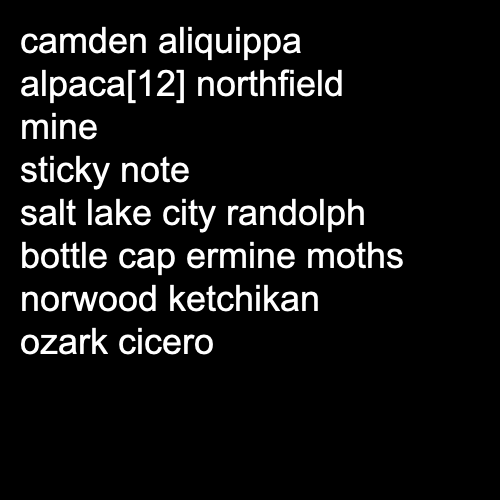 camden aliquippa
alpaca[12] northfield
mine
sticky note
salt lake city randolph
bottle cap ermine moths
norwood ketchikan
ozark cicero